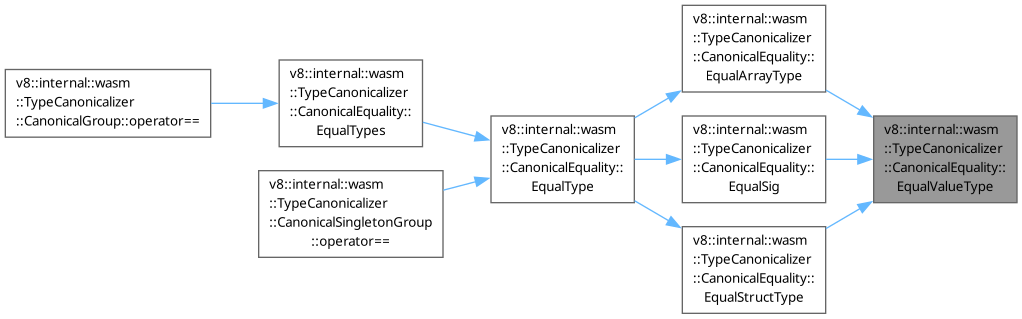 v8::internal::wasm
::TypeCanonicalizer
::CanonicalGroup::operator==
v8::internal::wasm
::TypeCanonicalizer
::CanonicalEquality::
EqualTypes
v8::internal::wasm
::TypeCanonicalizer
::CanonicalSingletonGroup
::operator==
v8::internal::wasm
::TypeCanonicalizer
::CanonicalEquality::
EqualType
v8::internal::wasm
::TypeCanonicalizer
::CanonicalEquality::
EqualArrayType
v8::internal::wasm
::TypeCanonicalizer
::CanonicalEquality::
EqualSig
v8::internal::wasm
::TypeCanonicalizer
::CanonicalEquality::
EqualStructType
v8::internal::wasm
::TypeCanonicalizer
::CanonicalEquality::
EqualValueType